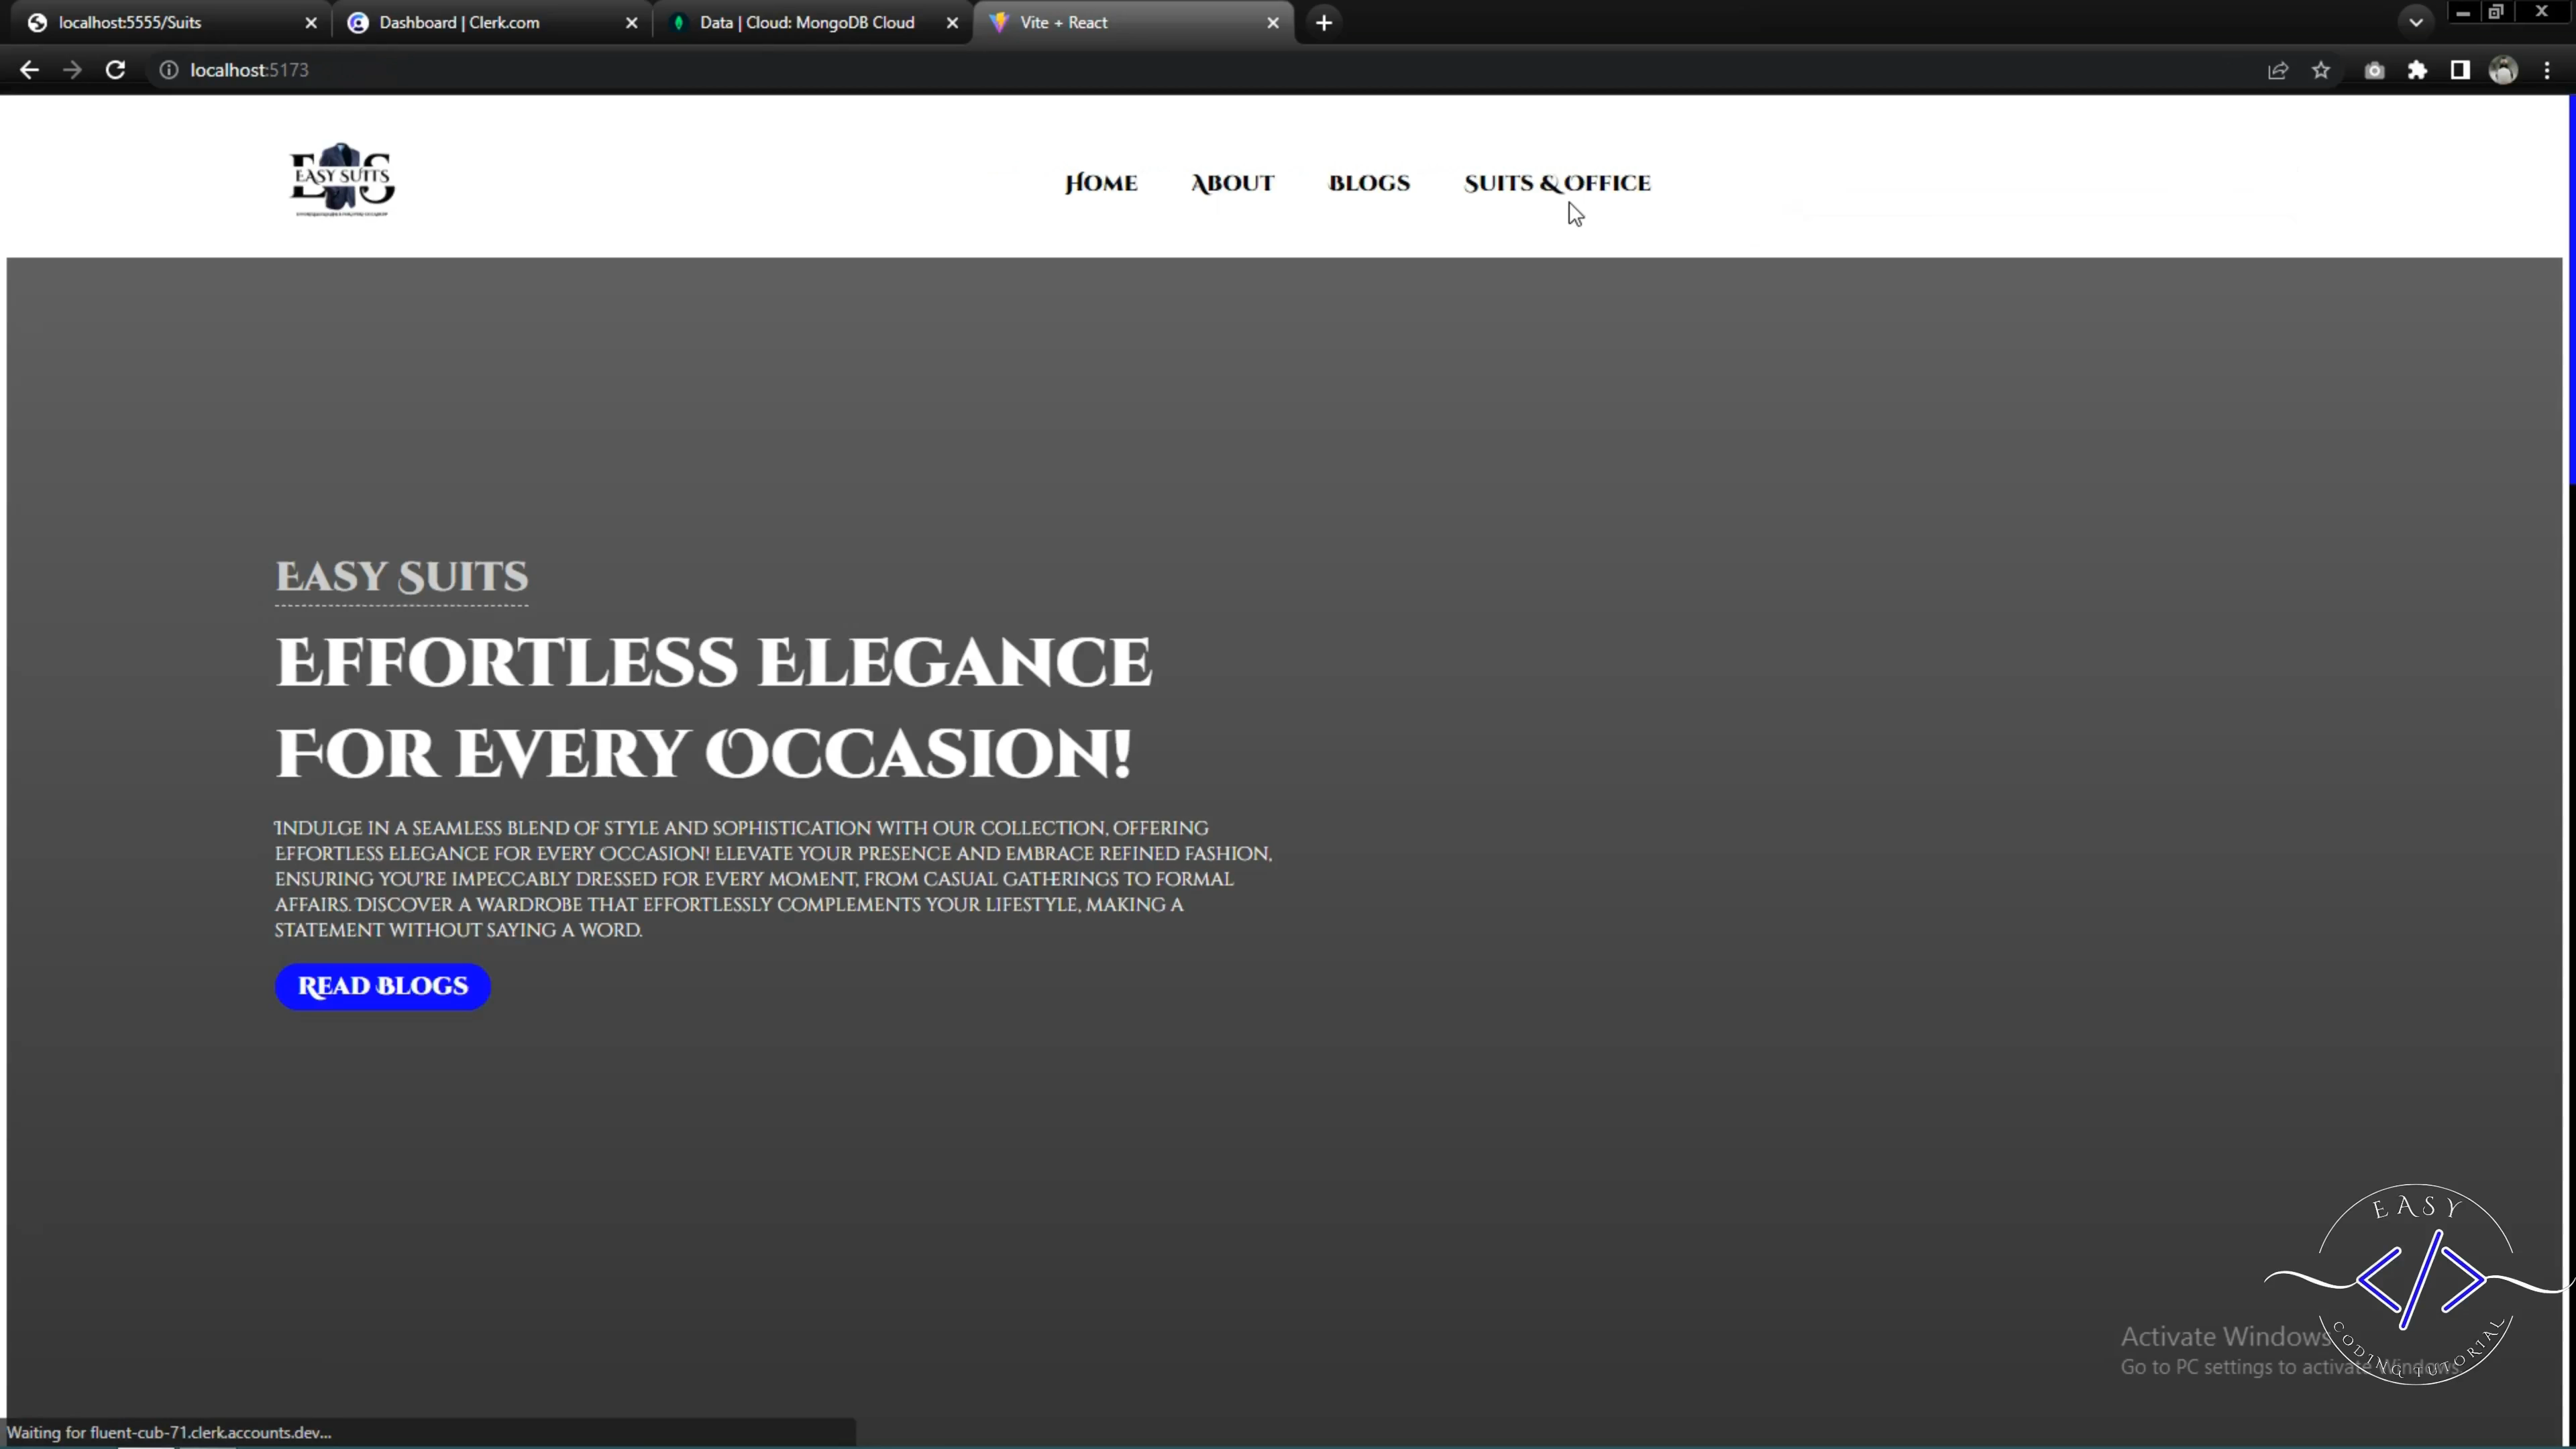 localhost:5555/Suits
Dashboard | Clerk.com
Data | Cloud: MongoDB Cloud
Vite + React
localhost:5173
E S
EASY SUITS
Home
About
Blogs
Suits & Office
Easy Suits
Effortless Elegance
For Every Occasion!
Indulge in a seamless blend of style and sophistication with our collection, offering
Effortless Elegance for Every Occasion! Elevate your presence and embrace refined fashion,
ensuring you're impeccably dressed for every moment, from casual gatherings to formal
affairs. Discover a wardrobe that effortlessly complements your lifestyle, making a
statement without saying a word.
Read Blogs
EASY
</>
CODING TUTORIAL
Activate Windows
Go to PC settings to activate Windows.
Waiting for fluent-cub-71.clerk.accounts.dev...